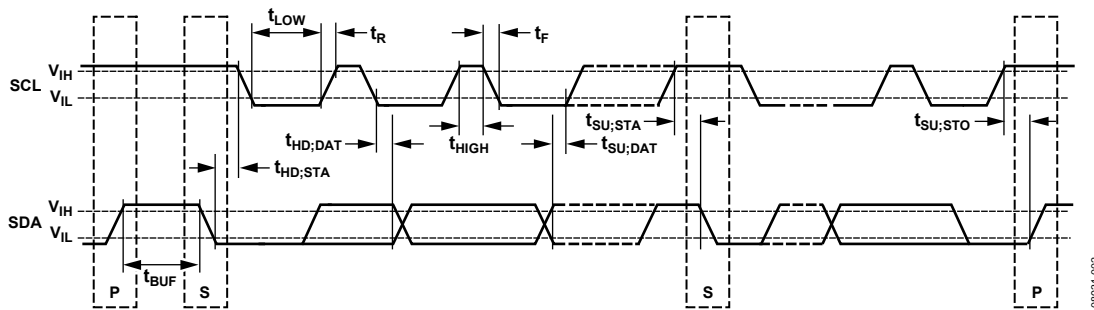 tLOW
tR
tF
VIH
SCL
VIL
tHD;DAT
tHIGH
tSU;STA
tSU;DAT
tSU;STO
tHD;STA
VIH
SDA
VIL
tBUF
P
S
S
P